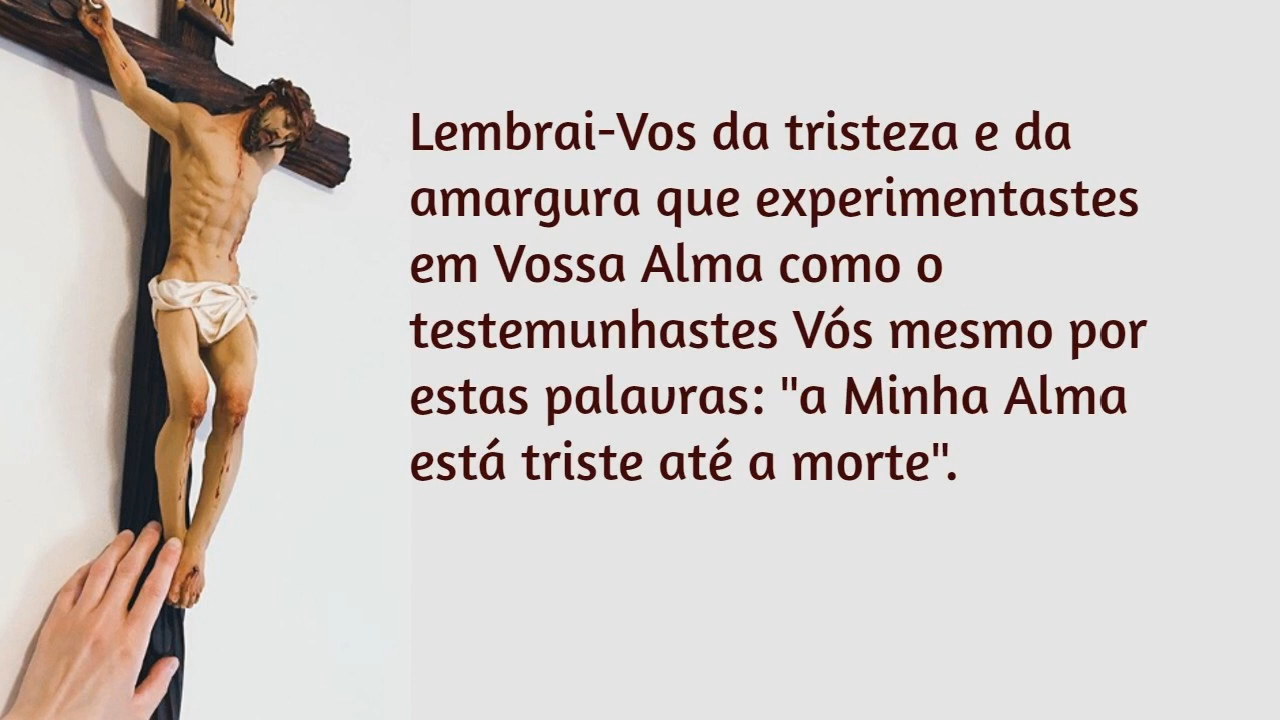 Lembrai-Vos da tristeza e da
amargura que experimentastes
em Vossa Alma como o
testemunhastes Vós mesmo por
estas palavras: "a Minha Alma
está triste até a morte".